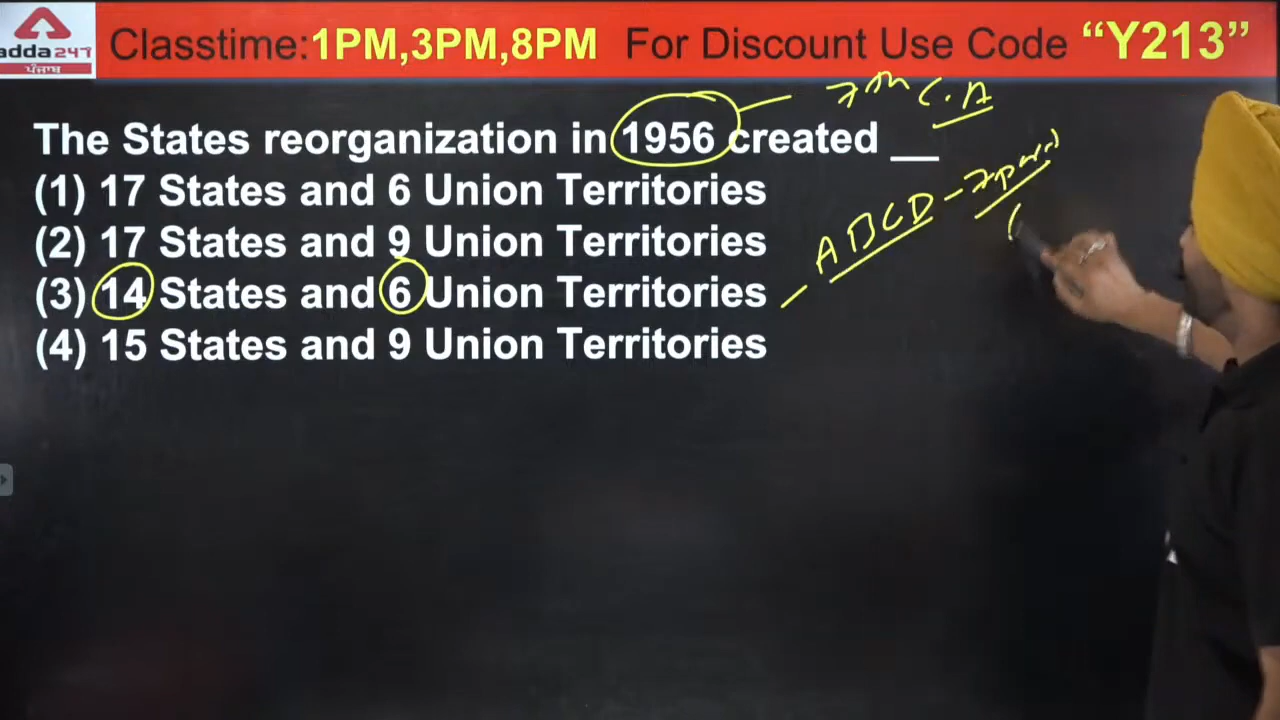 adda247
ਪੰਜਾਬ
Classtime:1PM,3PM,8PM For Discount Use Code “Y213”
7th C.A
The States reorganization in 1956 created __
(1) 17 States and 6 Union Territories
(2) 17 States and 9 Union Territories
(3) 14 States and 6 Union Territories
(4) 15 States and 9 Union Territories
ABCD -